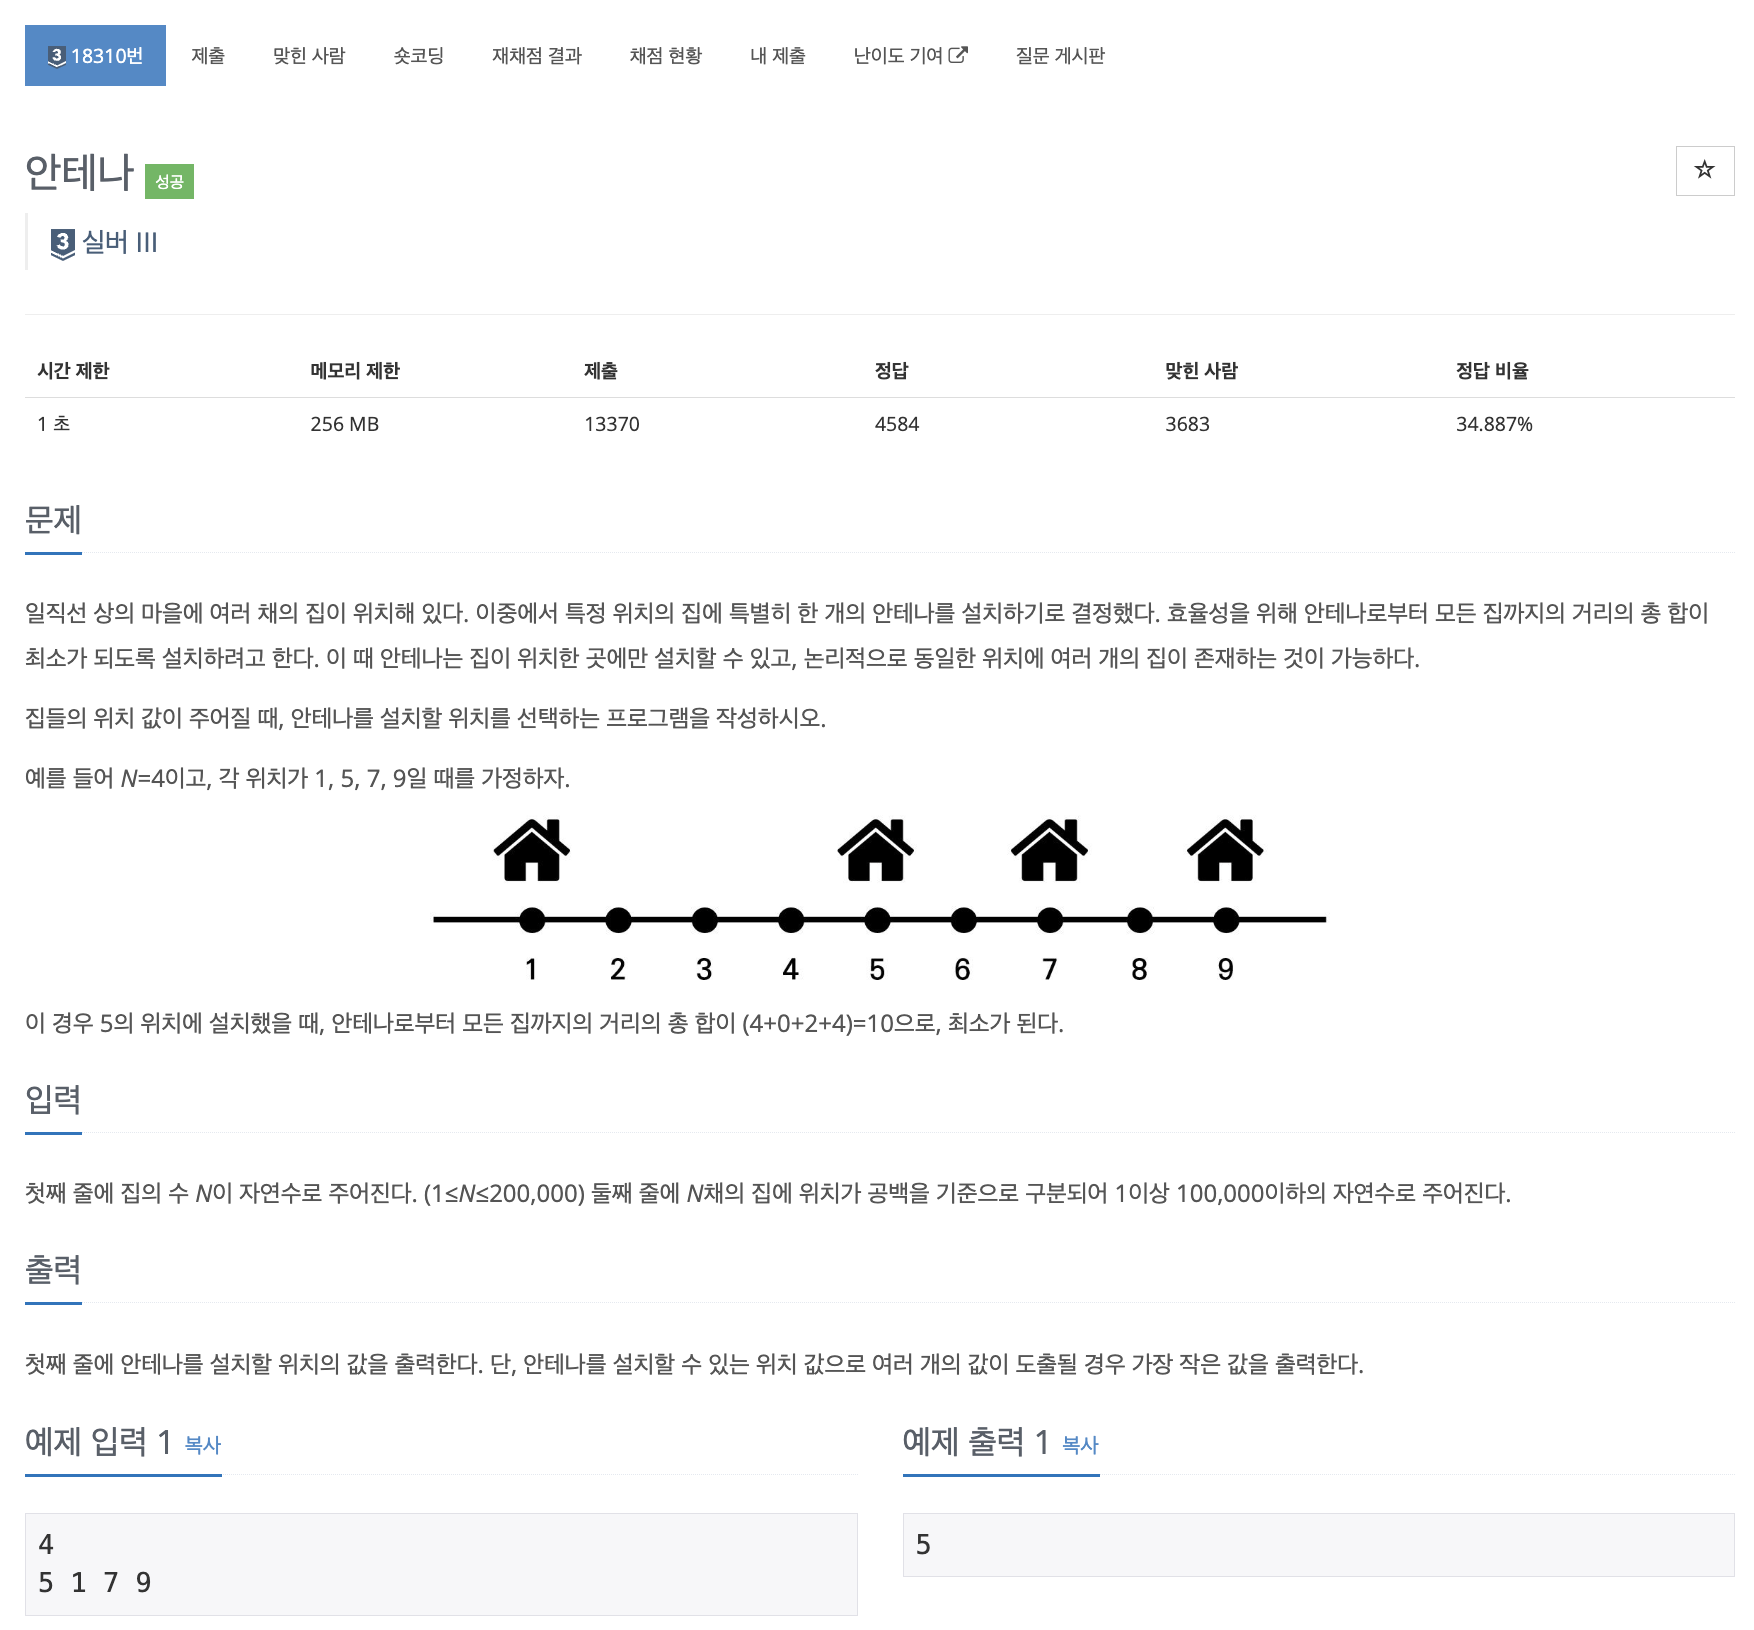 3 18310번 제출 맞힌 사람 숏코딩 재채점 결과 채점 현황 내 제출 난이도 기여 질문 게시판
안테나 성공
3 실버 III
시간 제한 메모리 제한 제출 정답 맞힌 사람 정답 비율
1 초 256 MB 13370 4584 3683 34.887%
문제
일직선 상의 마을에 여러 채의 집이 위치해 있다. 이중에서 특정 위치의 집에 특별히 한 개의 안테나를 설치하기로 결정했다. 효율성을 위해 안테나로부터 모든 집까지의 거리의 총 합이
최소가 되도록 설치하려고 한다. 이 때 안테나는 집이 위치한 곳에만 설치할 수 있고, 논리적으로 동일한 위치에 여러 개의 집이 존재하는 것이 가능하다.
집들의 위치 값이 주어질 때, 안테나를 설치할 위치를 선택하는 프로그램을 작성하시오.
예를 들어 N=4이고, 각 위치가 1, 5, 7, 9일 때를 가정하자.
1 2 3 4 5 6 7 8 9
이 경우 5의 위치에 설치했을 때, 안테나로부터 모든 집까지의 거리의 총 합이 (4+0+2+4)=10으로, 최소가 된다.
입력
첫째 줄에 집의 수 N이 자연수로 주어진다. (1≤N≤200,000) 둘째 줄에 N채의 집에 위치가 공백을 기준으로 구분되어 1이상 100,000이하의 자연수로 주어진다.
출력
첫째 줄에 안테나를 설치할 위치의 값을 출력한다. 단, 안테나를 설치할 수 있는 위치 값으로 여러 개의 값이 도출될 경우 가장 작은 값을 출력한다.
예제 입력 1 복사
4
5 1 7 9
예제 출력 1 복사
5